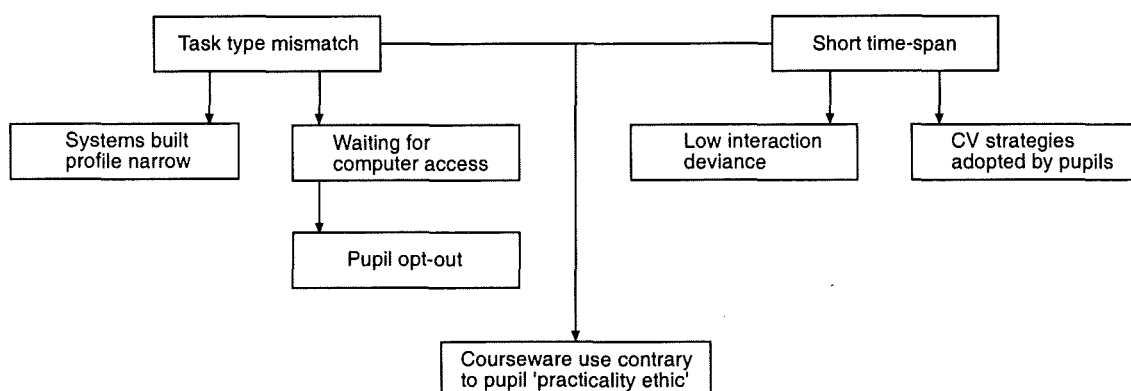 Task type mismatch
Short time-span
Systems built
profile narrow
Waiting for
computer access
Low interaction
deviance
CV strategies
adopted by pupils
Pupil opt-out
Courseware use contrary
to pupil 'practicality ethic'